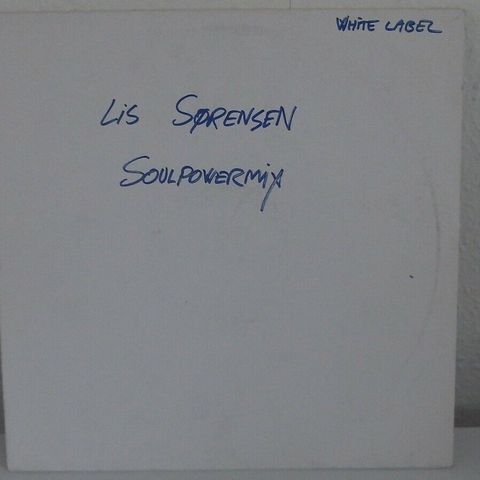 WHITE LABEL
LIS SØRENSEN
SOULPOWERMIX